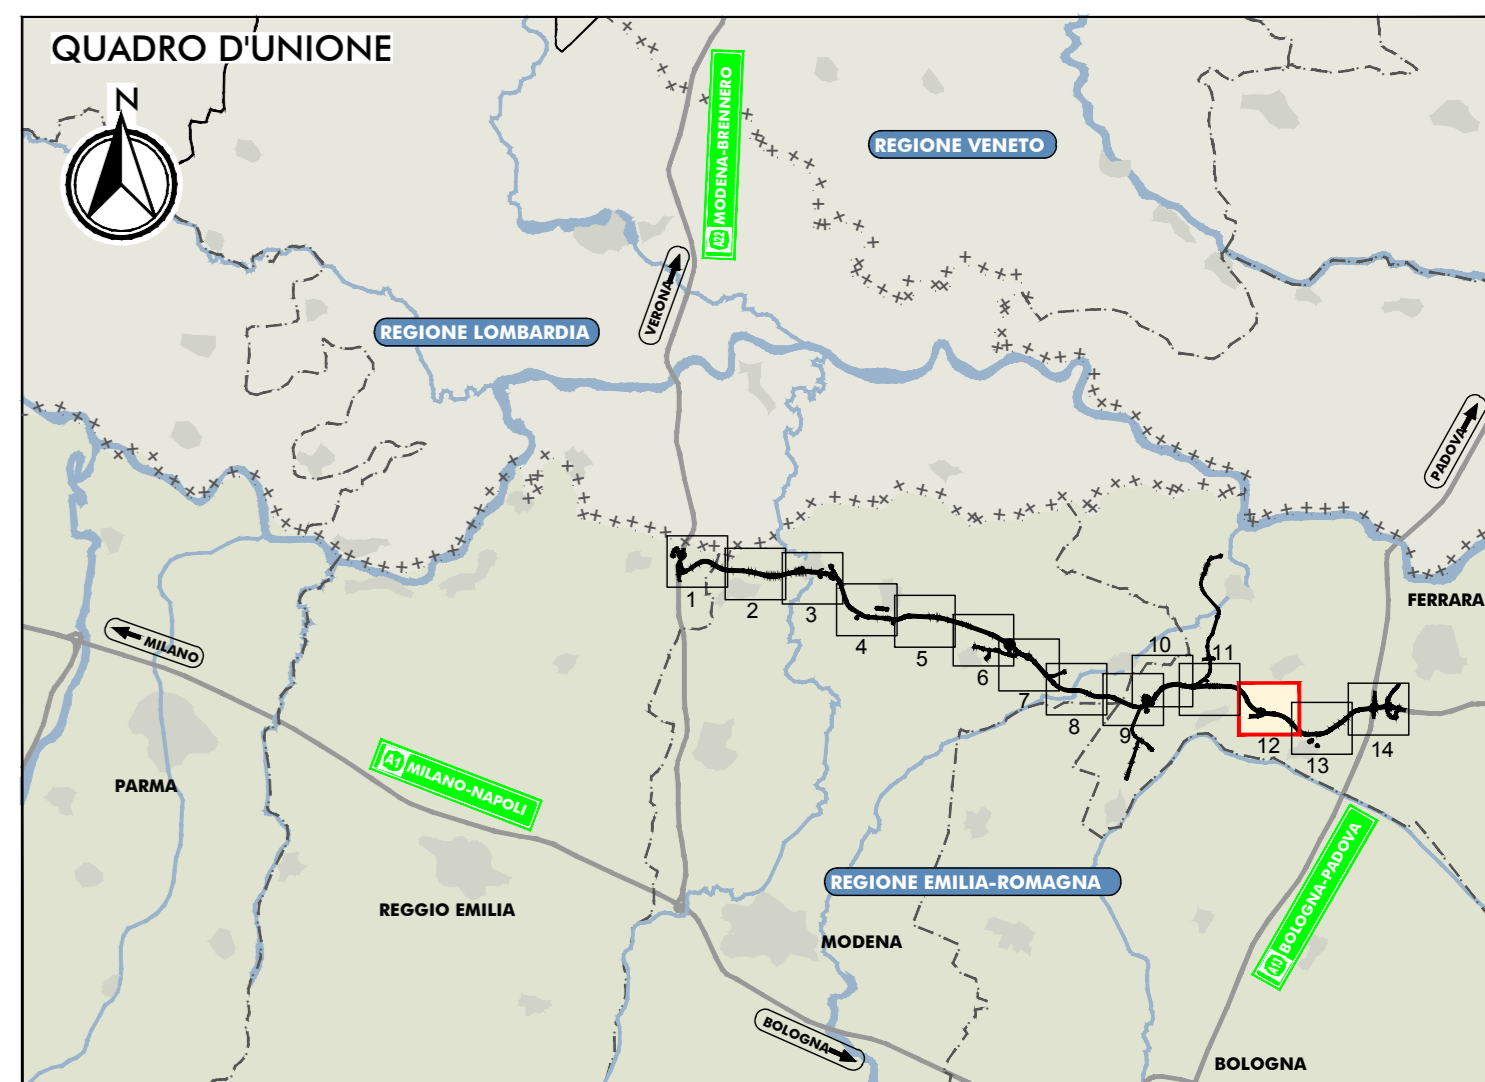 QUADRO D'UNIONE
N
A22 MODENA-BRENNERO
REGIONE VENETO
VERONA
REGIONE LOMBARDIA
PADOVA
FERRARA
MILANO
1
2
3
4
5
6
7
8
9
10
11
12
13
14
PARMA
A1 MILANO-NAPOLI
REGGIO EMILIA
REGIONE EMILIA-ROMAGNA
MODENA
A13 BOLOGNA-PADOVA
BOLOGNA
BOLOGNA